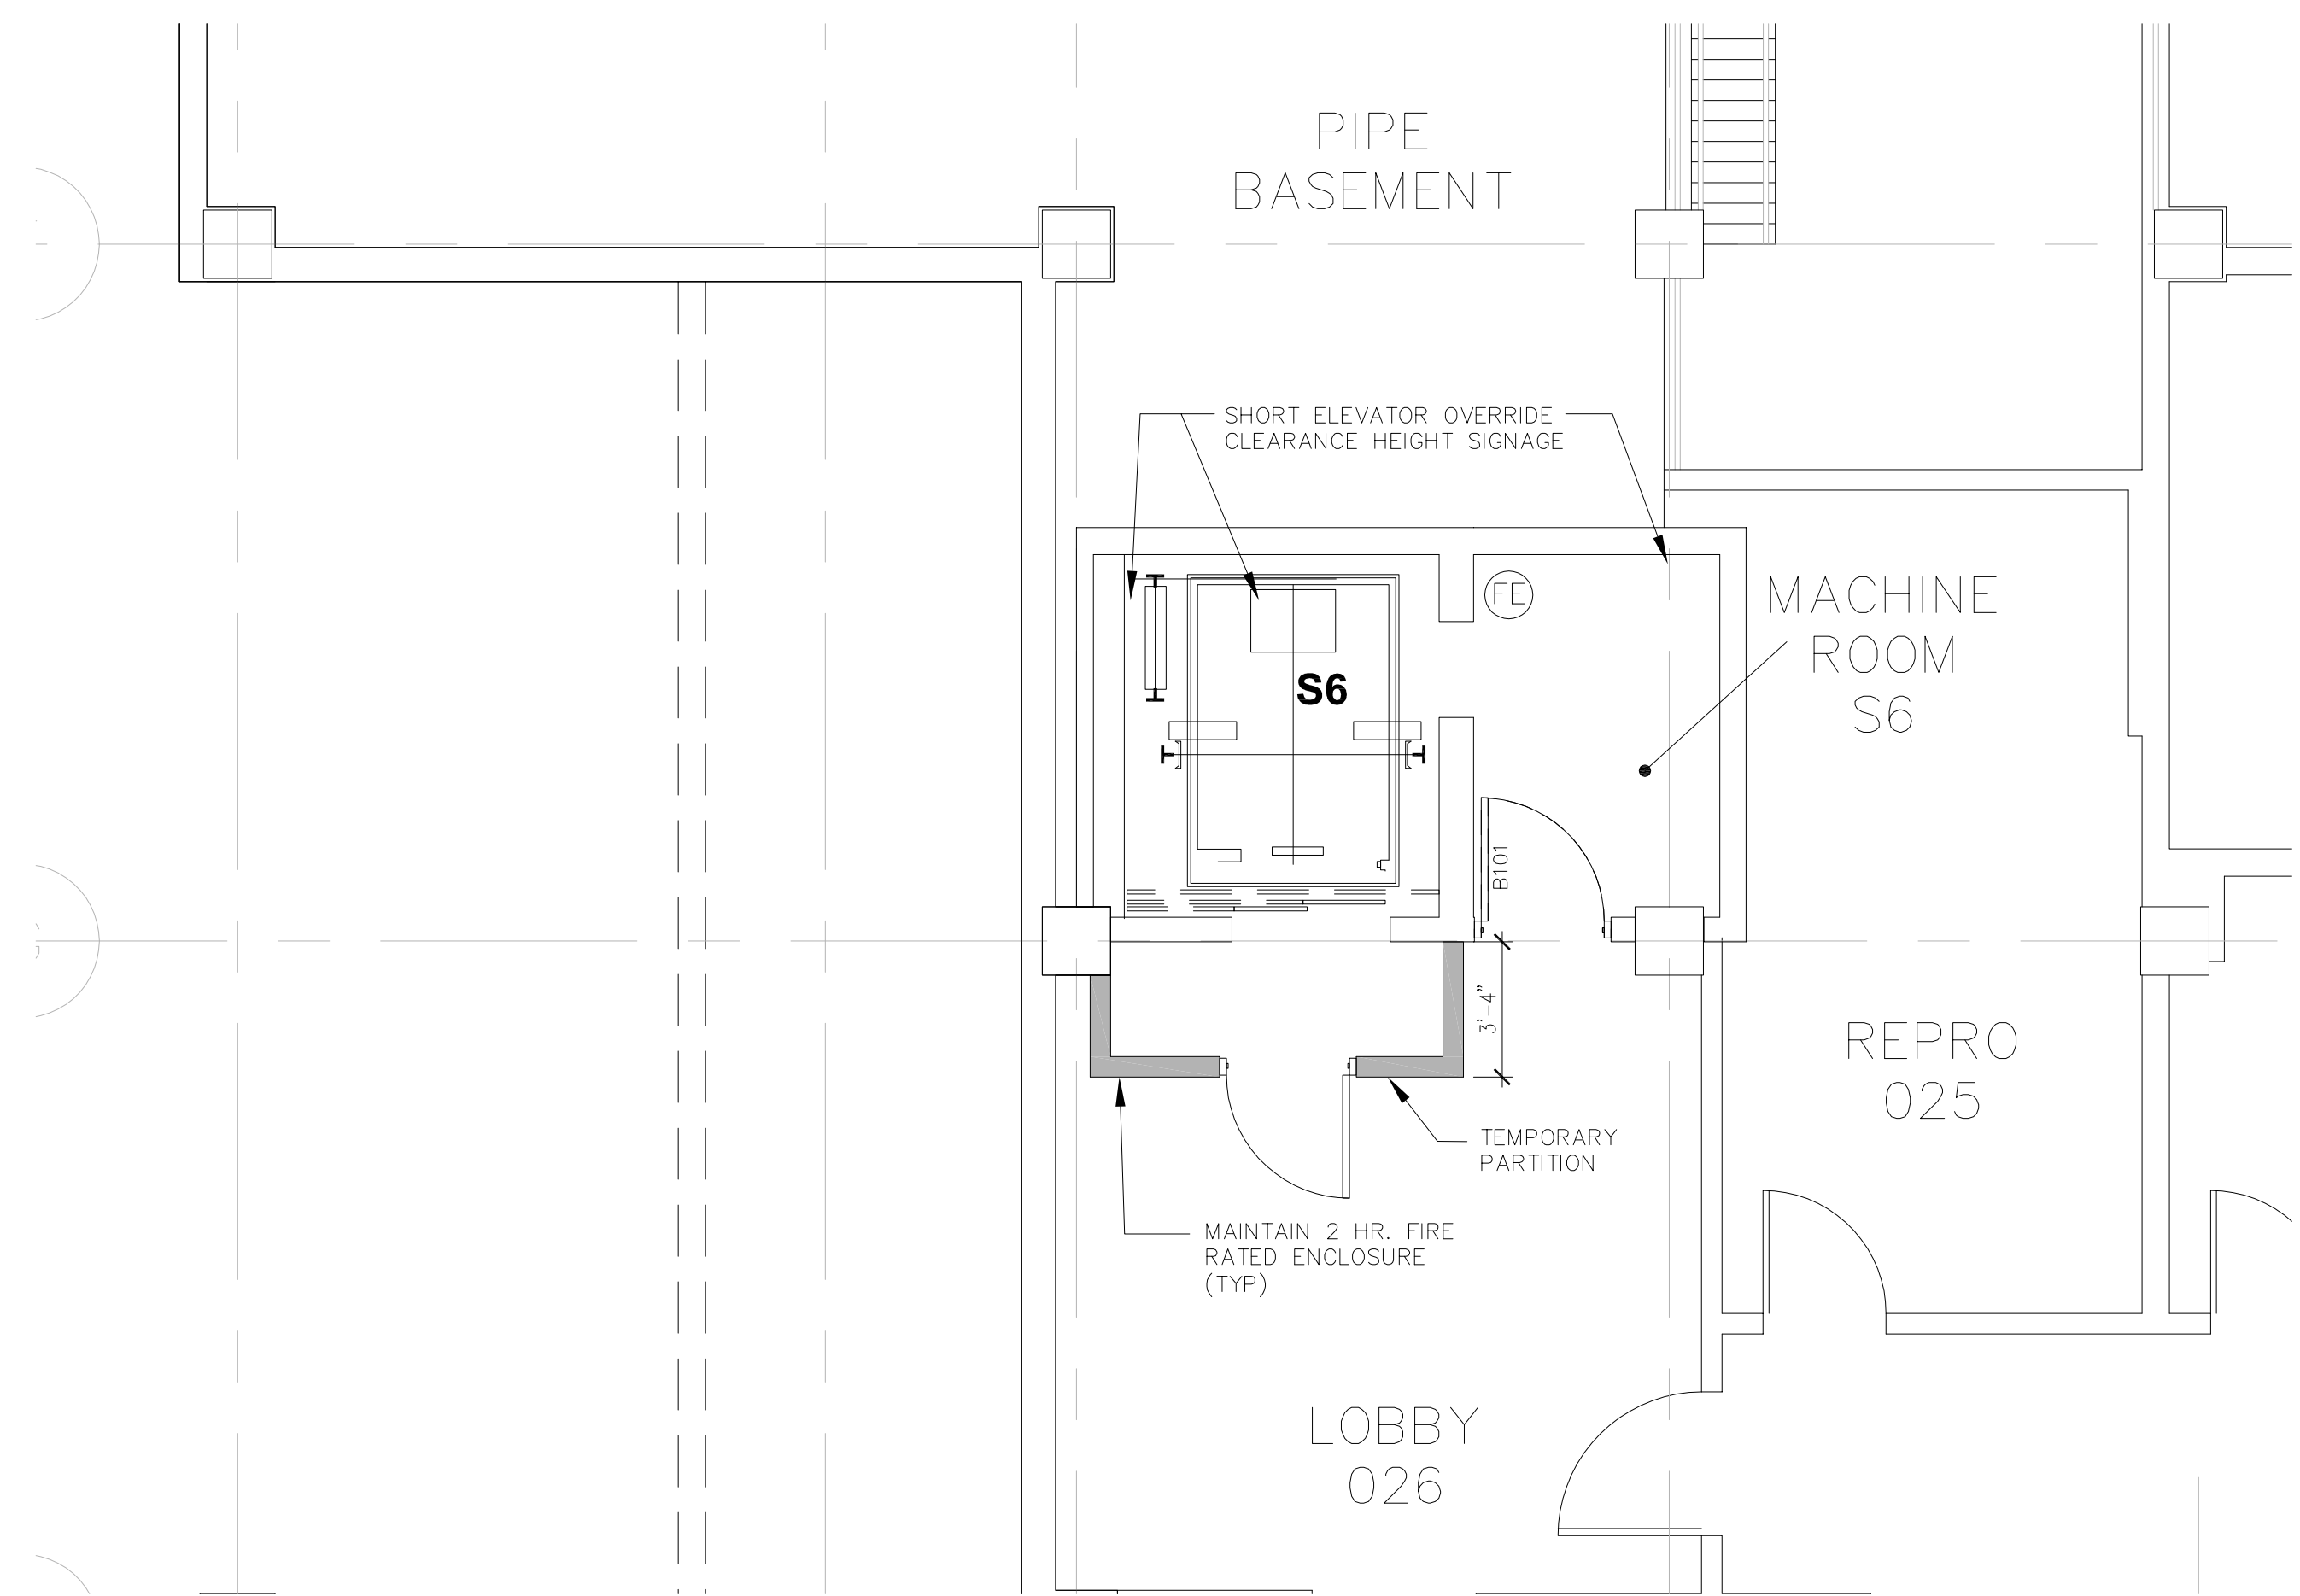 PIPE
BASEMENT
SHORT ELEVATOR OVERRIDE
CLEARANCE HEIGHT SIGNAGE
FE
MACHINE
ROOM
S6
S6
B101
3'-4"
REPRO
025
TEMPORARY
PARTITION
MAINTAIN 2 HR. FIRE
RATED ENCLOSURE
(TYP)
LOBBY
026